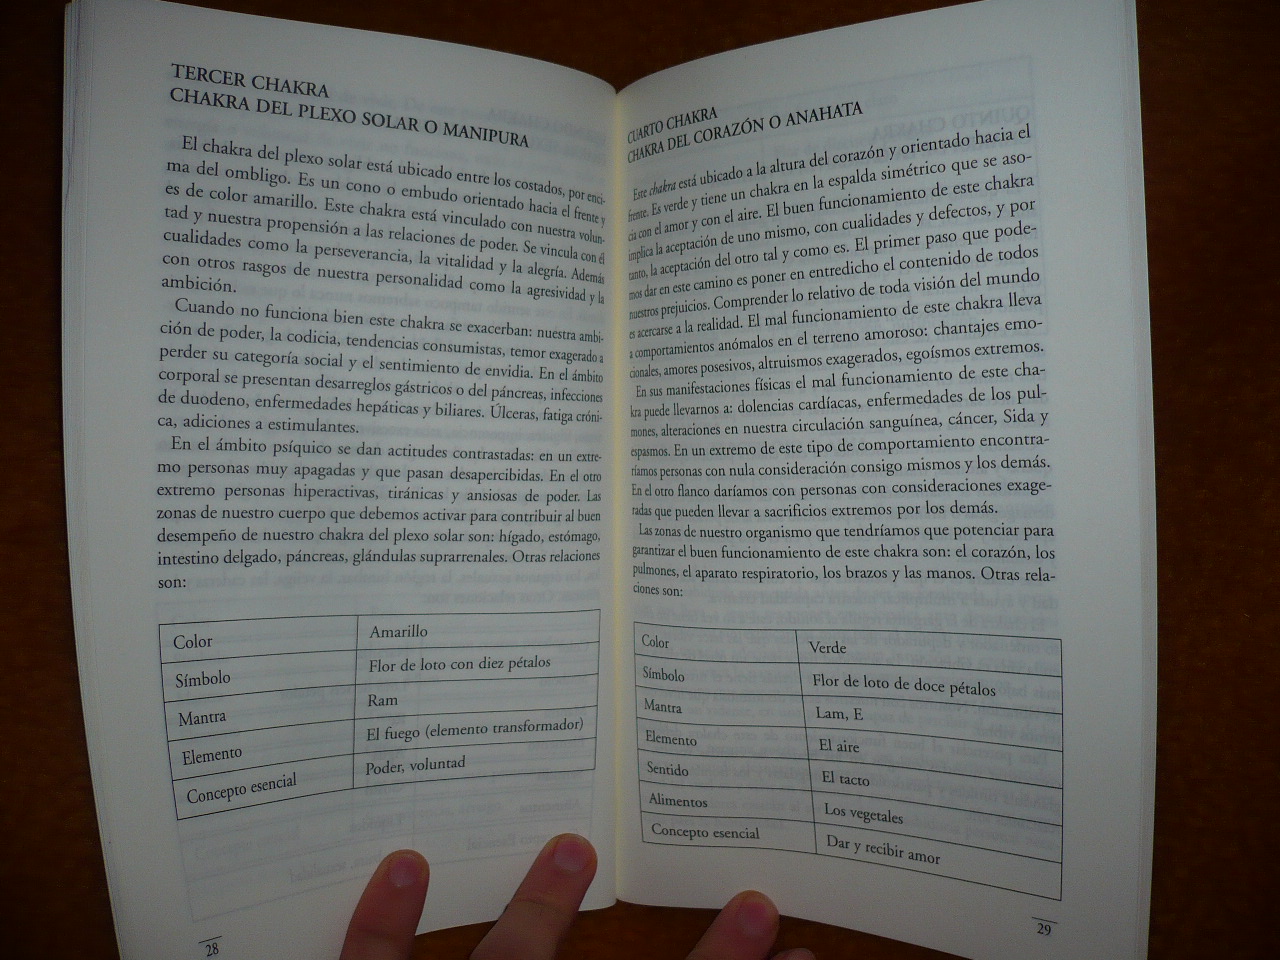 TERCER CHAKRA
CHAKRA DEL PLEXO SOLAR O MANIPURA
El chakra del plexo solar está ubicado entre los costados, por enci-
ma del ombligo. Es un cono o embudo orientado hacia el frente y
es de color amarillo. Este chakra está vinculado con nuestra volun-
tad y nuestra propensión a las relaciones de poder. Se vincula con él
cualidades como la perseverancia, la vitalidad y la alegría. Además
con otros rasgos de nuestra personalidad como la agresividad y la
ambición.
Cuando no funciona bien este chakra se exacerban: nuestra ambi-
ción de poder, la codicia, tendencias consumistas, temor exagerado a
perder su categoría social y el sentimiento de envidia. En el ámbito
corporal se presentan desarreglos gástricos o del páncreas, infecciones
de duodeno, enfermedades hepáticas y biliares. Úlceras, fatiga cróni-
ca, adiciones a estimulantes.
En el ámbito psíquico se dan actitudes contrastadas: en un extre-
mo personas muy apagadas y que pasan desapercibidas. En el otro
extremo personas hiperactivas, tiránicas y ansiosas de poder. Las
zonas de nuestro cuerpo que debemos activar para contribuir al buen
desempeño de nuestro chakra del plexo solar son: hígado, estómago,
intestino delgado, páncreas, glándulas suprarrenales. Otras relaciones
son:
Color Amarillo
Símbolo Flor de loto con diez pétalos
Mantra Ram
Elemento El fuego (elemento transformador)
Concepto esencial Poder, voluntad
28
CUARTO CHAKRA
CHAKRA DEL CORAZÓN O ANAHATA
Este chakra está ubicado a la altura del corazón y orientado hacia el
frente. Es verde y tiene un chakra en la espalda simétrico que se aso-
cia con el amor y con el aire. El buen funcionamiento de este chakra
implica la aceptación de uno mismo, con cualidades y defectos, y por
tanto, la aceptación del otro tal y como es. El primer paso que pode-
mos dar en este camino es poner en entredicho el contenido de todos
nuestros prejuicios. Comprender lo relativo de toda visión del mundo
es acercarse a la realidad. El mal funcionamiento de este chakra lleva
a comportamientos anómalos en el terreno amoroso: chantajes emo-
cionales, amores posesivos, altruismos exagerados, egoísmos extremos.
En sus manifestaciones físicas el mal funcionamiento de este cha-
kra puede llevarnos a: dolencias cardíacas, enfermedades de los pul-
mones, alteraciones en nuestra circulación sanguínea, cáncer, Sida y
espasmos. En un extremo de este tipo de comportamiento encontra-
ríamos personas con nula consideración consigo mismos y los demás.
En el otro flanco daríamos con personas con consideraciones exage-
radas que pueden llevar a sacrificios extremos por los demás.
Las zonas de nuestro organismo que tendríamos que potenciar para
garantizar el buen funcionamiento de este chakra son: el corazón, los
pulmones, el aparato respiratorio, los brazos y las manos. Otras rela-
ciones son:
Color Verde
Símbolo Flor de loto de doce pétalos
Mantra Lam, E
Elemento El aire
Sentido El tacto
Alimentos Los vegetales
Concepto esencial Dar y recibir amor
29